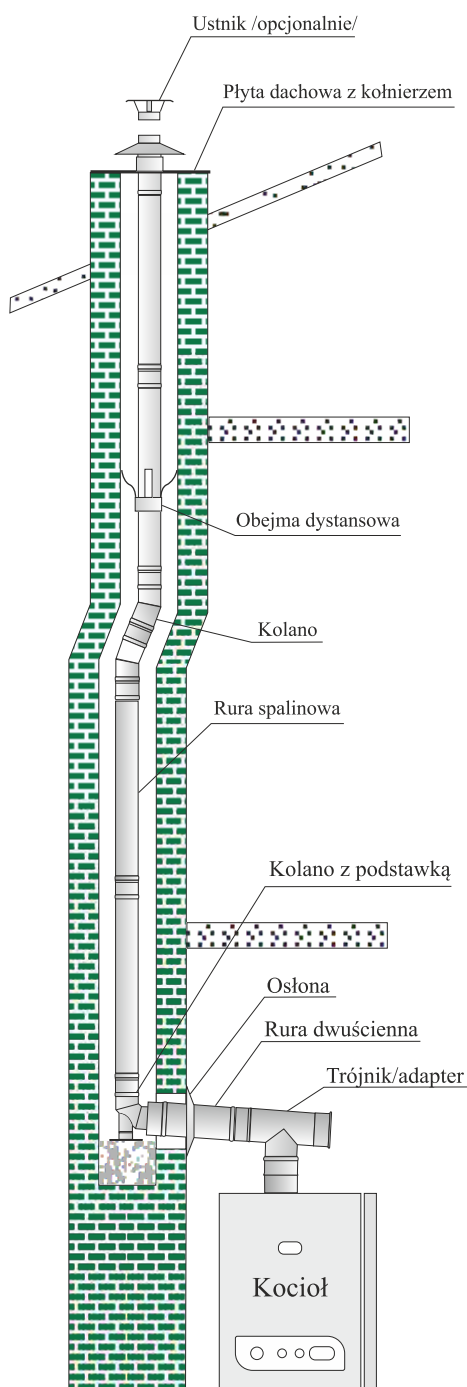 Ustnik /opcjonalnie/
Płyta dachowa z kołnierzem
Obejma dystansowa
Kolano
Rura spalinowa
Kolano z podstawką
Osłona
Rura dwuścienna
Trójnik/adapter
Kocioł